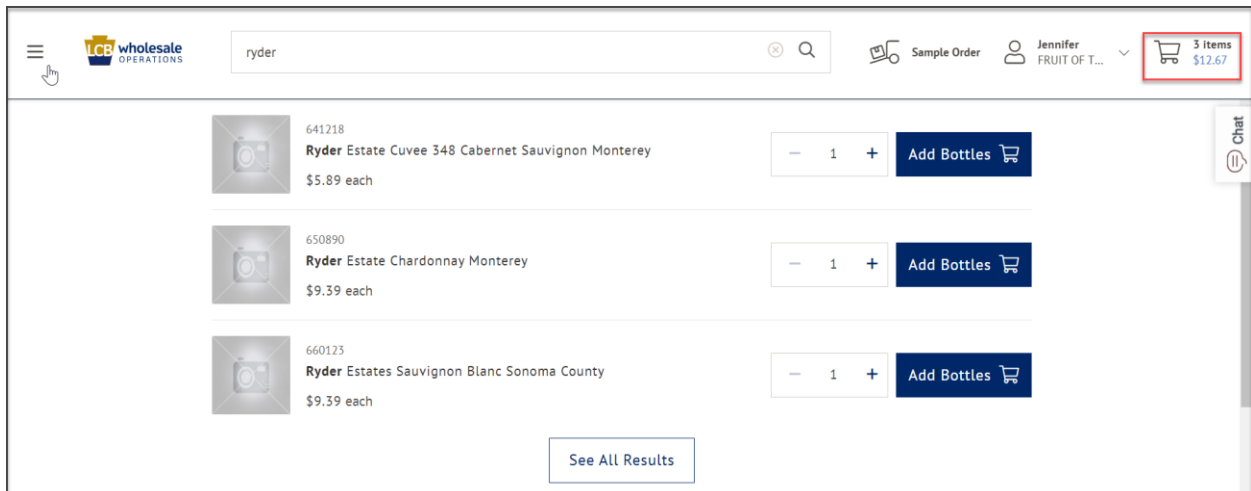 LCB wholesale
OPERATIONS
ryder
Sample Order
Jennifer
FRUIT OF T...
3 items
$12.67
Chat
641218
Ryder Estate Cuvee 348 Cabernet Sauvignon Monterey
$5.89 each
1
Add Bottles
650890
Ryder Estate Chardonnay Monterey
$9.39 each
1
Add Bottles
660123
Ryder Estates Sauvignon Blanc Sonoma County
$9.39 each
1
Add Bottles
See All Results